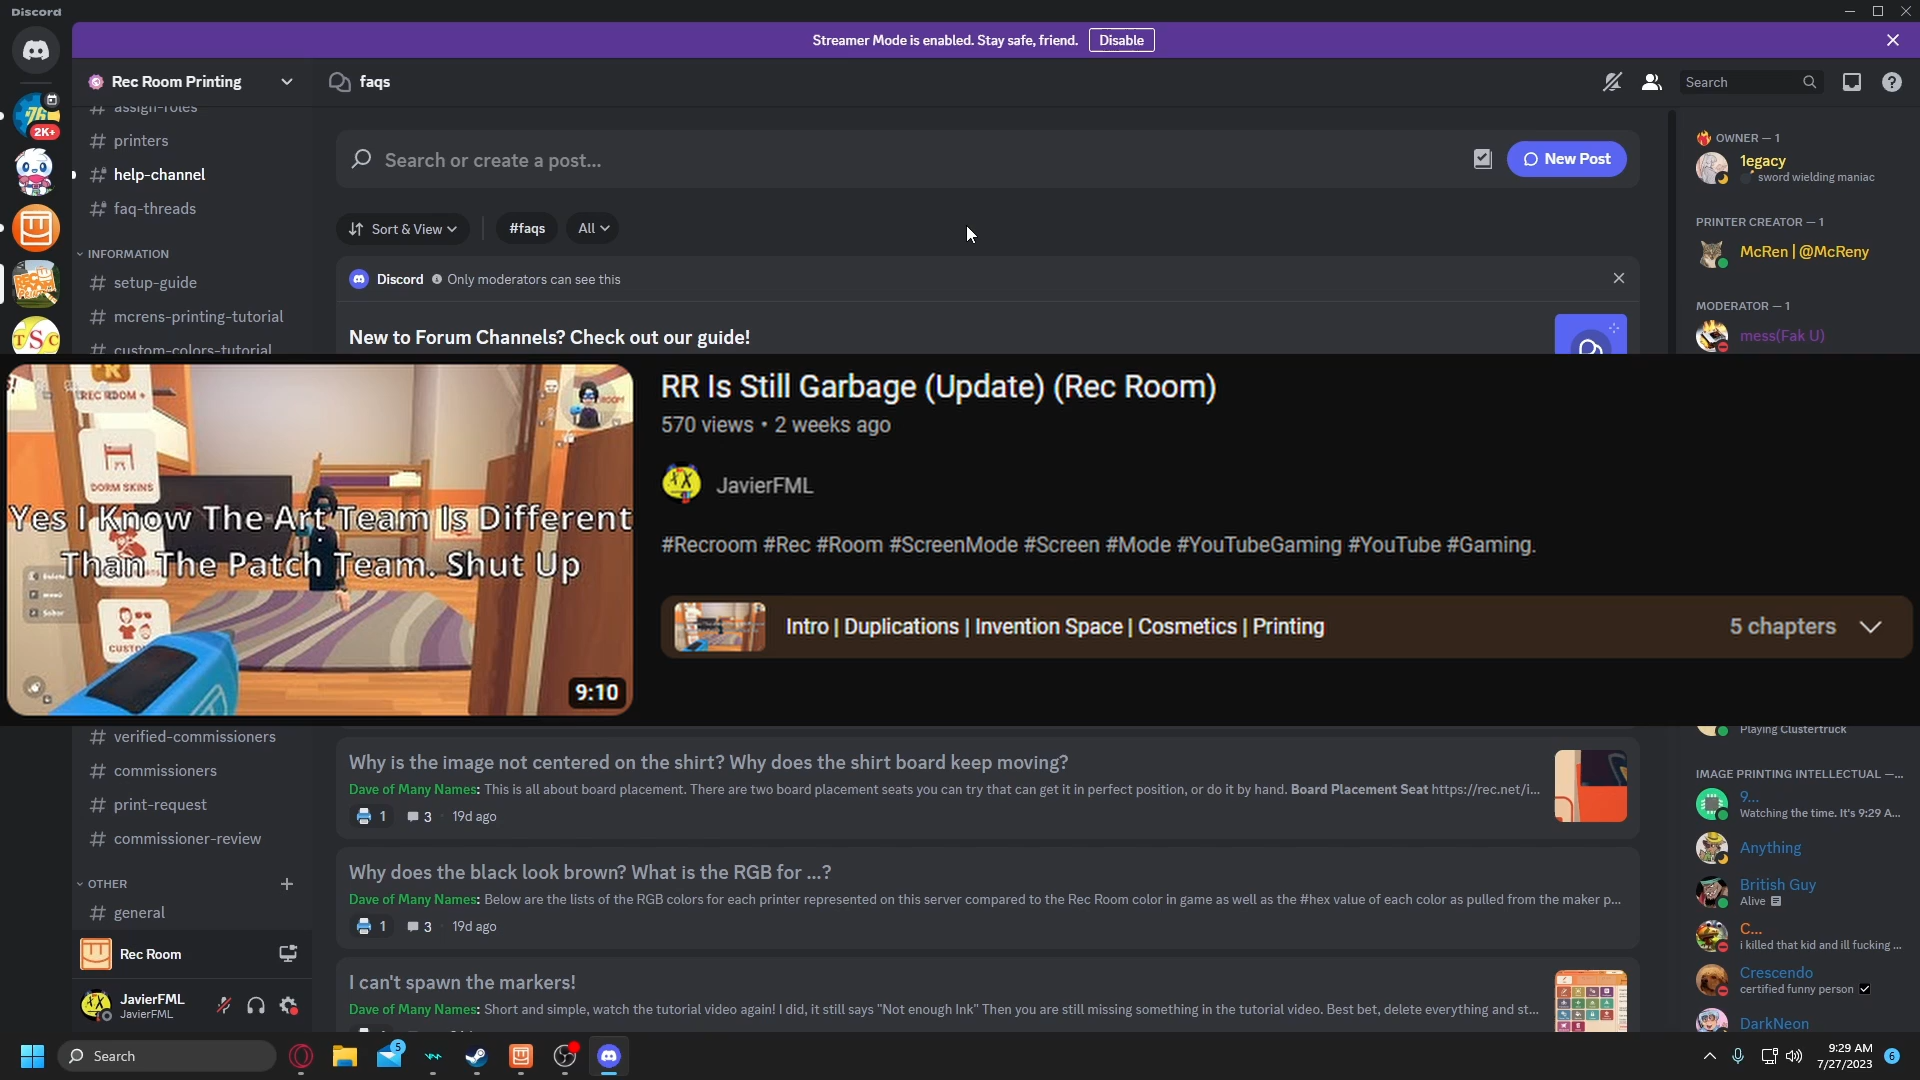 Discord
Streamer Mode is enabled. Stay safe, friend.
Disable
2K+
Rec Room Printing
faqs
Search
assign-roles
printers
help-channel
faq-threads
INFORMATION
setup-guide
mcrens-printing-tutorial
custom-colors-tutorial
Search or create a post...
New Post
Sort & View
#faqs
All
Discord Only moderators can see this
New to Forum Channels? Check out our guide!
OWNER — 1
1egacy
sword wielding maniac
PRINTER CREATOR — 1
McRen | @McReny
MODERATOR — 1
mess(Fak U)
REC ROOM +
DORM SKINS
Yes I Know The Art Team Is Different
Than The Patch Team. Shut Up
9:10
RR Is Still Garbage (Update) (Rec Room)
570 views • 2 weeks ago
JavierFML
#Recroom #Rec #Room #ScreenMode #Screen #Mode #YouTubeGaming #YouTube #Gaming.
Intro | Duplications | Invention Space | Cosmetics | Printing
5 chapters
verified-commissioners
commissioners
print-request
commissioner-review
OTHER
general
Rec Room
JavierFML
JavierFML
Why is the image not centered on the shirt? Why does the shirt board keep moving?
Dave of Many Names: This is all about board placement. There are two board placement seats you can try that can get it in perfect position, or do it by hand. Board Placement Seat https://rec.net/i...
1 3 19d ago
Why does the black look brown? What is the RGB for ...?
Dave of Many Names: Below are the lists of the RGB colors for each printer represented on this server compared to the Rec Room color in game as well as the #hex value of each color as pulled from the maker p...
1 3 19d ago
I can't spawn the markers!
Dave of Many Names: Short and simple, watch the tutorial video again! I did, it still says "Not enough Ink" Then you are still missing something in the tutorial video. Best bet, delete everything and st...
Playing Clustertruck
IMAGE PRINTING INTELLECTUAL —...
9...
Watching the time. It's 9:29 A...
Anything
British Guy
Alive
C...
i killed that kid and ill fucking ...
Crescendo
certified funny person
DarkNeon
Search
5
9:29 AM
7/27/2023
6